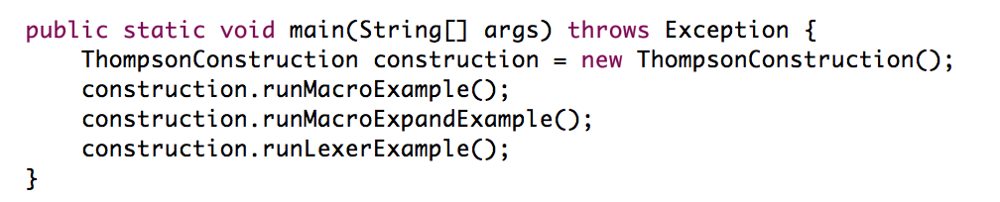 public static void main(String[] args) throws Exception {
    ThompsonConstruction construction = new ThompsonConstruction();
    construction.runMacroExample();
    construction.runMacroExpandExample();
    construction.runLexerExample();
}